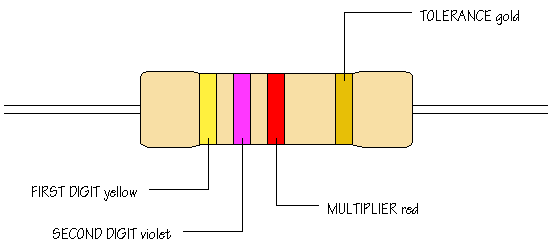 TOLERANCE gold
FIRST DIGIT yellow
MULTIPLIER red
SECOND DIGIT violet